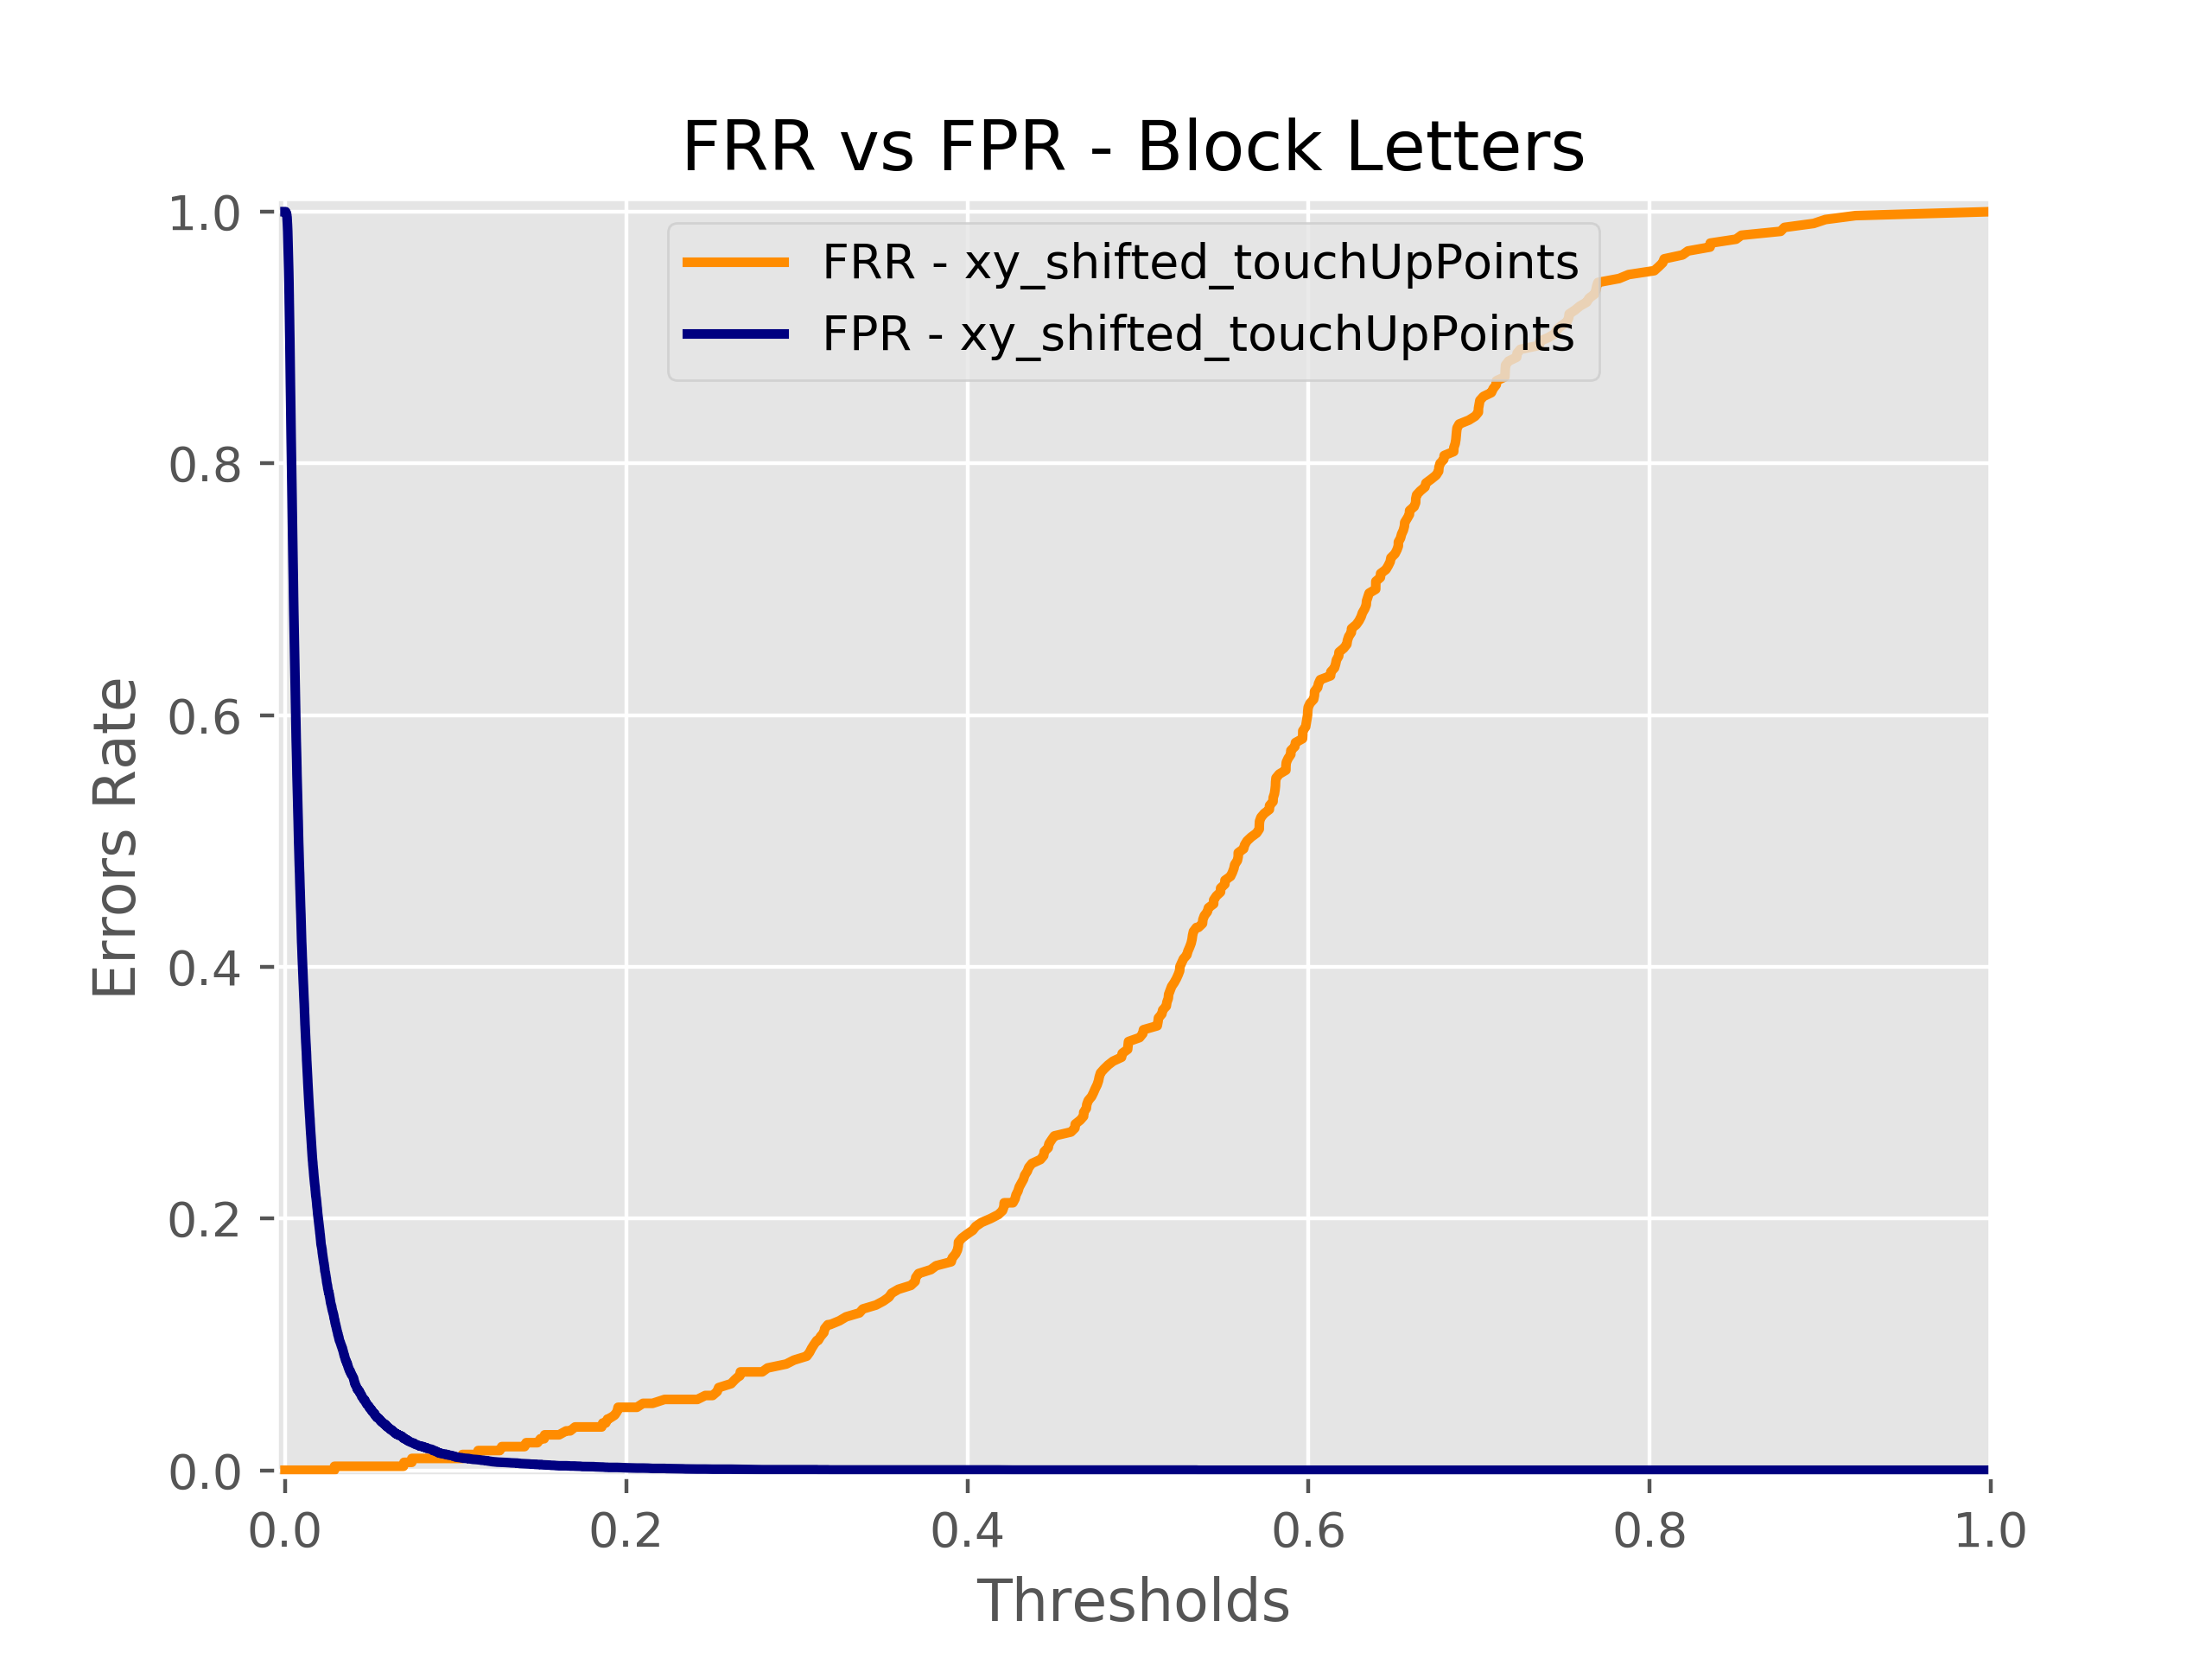 FRR vs FPR - Block Letters
FRR - xy_shifted_touchUpPoints
FPR - xy_shifted_touchUpPoints
Errors Rate
1.0
0.8
0.6
0.4
0.2
0.0
0.0 0.2 0.4 0.6 0.8 1.0
Thresholds